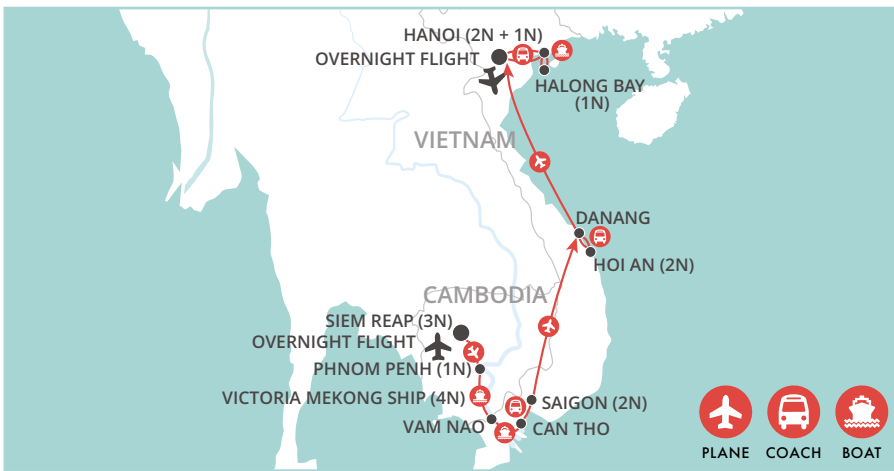 HANOI (2N + 1N)
OVERNIGHT FLIGHT
HALONG BAY
(1N)
VIETNAM
DANANG
HOI AN (2N)
CAMBODIA
SIEM REAP (3N)
OVERNIGHT FLIGHT
PHNOM PENH (1N)
VICTORIA MEKONG SHIP (4N)
SAIGON (2N)
VAM NAO
CAN THO
PLANE
COACH
BOAT